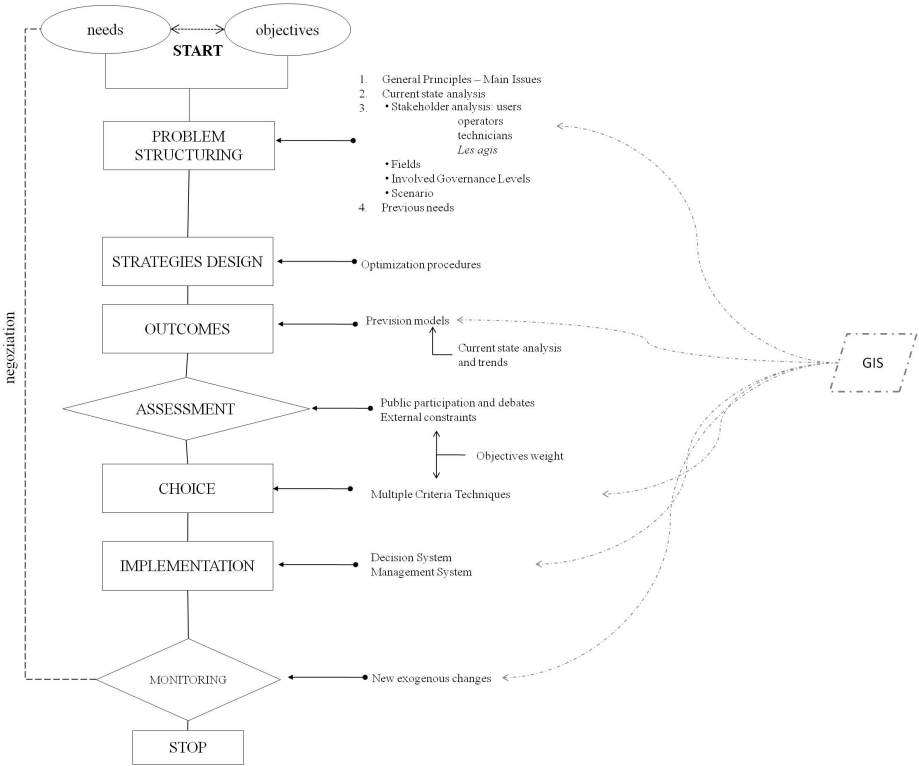 needs
objectives
START
PROBLEM
STRUCTURING
1. General Principles – Main Issues
2. Current state analysis
3. • Stakeholder analysis: users
operators
technicians
Les agis
• Fields
• Involved Governance Levels
• Scenario
4. Previous needs
STRATEGIES DESIGN
Optimization procedures
OUTCOMES
Prevision models
Current state analysis
and trends
negoziation
GIS
ASSESSMENT
Public participation and debates
External constraints
Objectives weight
CHOICE
Multiple Criteria Techniques
IMPLEMENTATION
Decision System
Management System
MONITORING
New exogenous changes
STOP